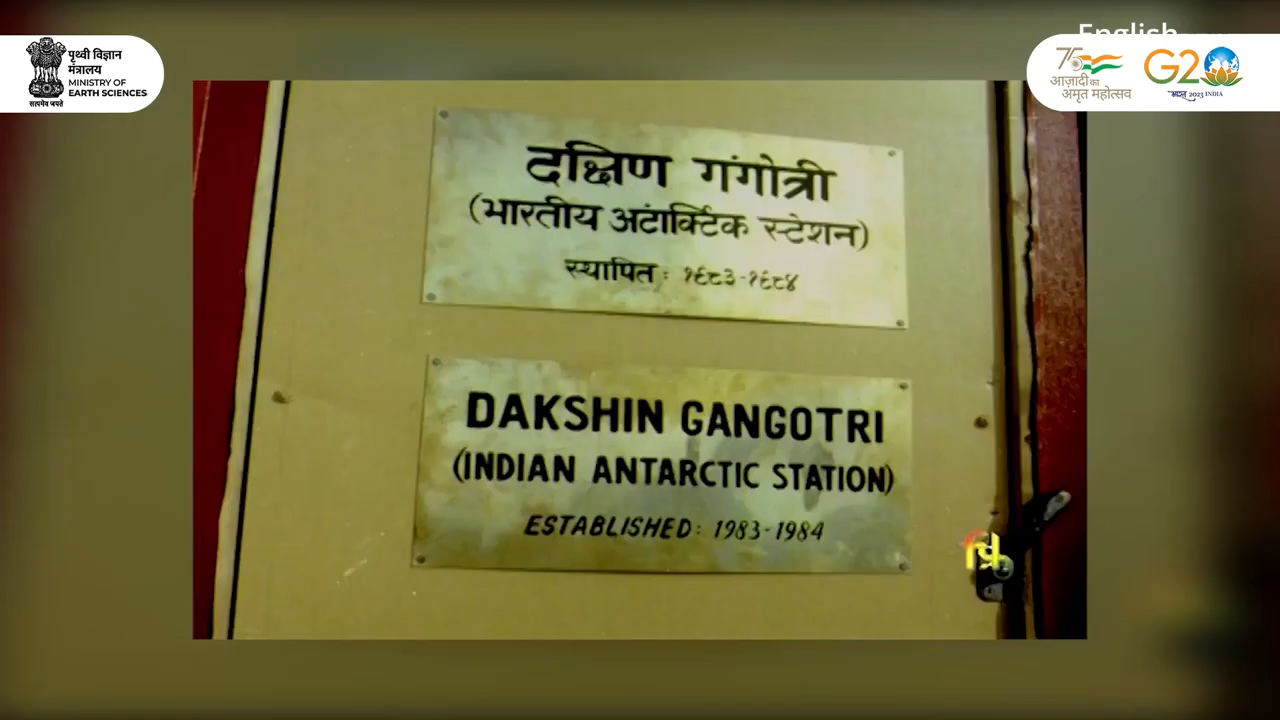 English
पृथ्वी विज्ञान
मंत्रालय
MINISTRY OF
EARTH SCIENCES
सत्यमेव जयते
75
आज़ादी का
अमृत महोत्सव
G20
भारत 2023 INDIA
दक्षिण गंगोत्री
(भारतीय अंटार्क्टिक स्टेशन)
स्थापित : १९८३-१९८४
DAKSHIN GANGOTRI
(INDIAN ANTARCTIC STATION)
ESTABLISHED: 1983-1984